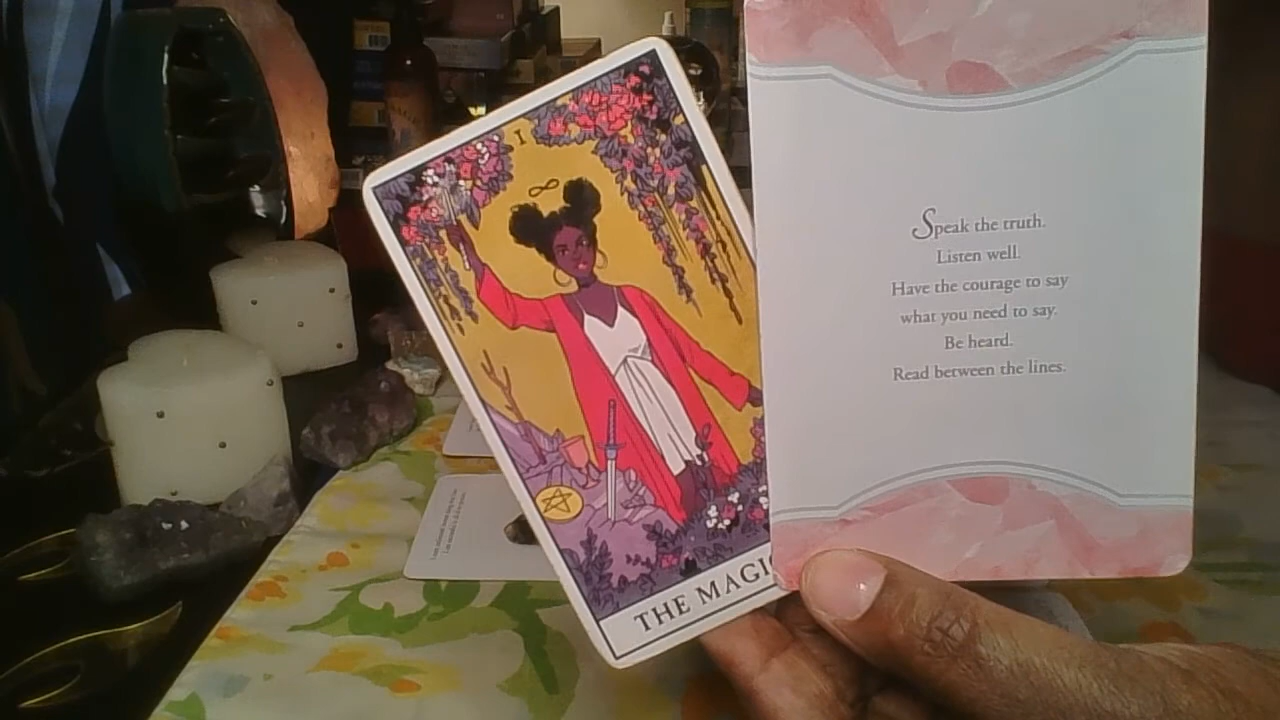 I
THE MAGIC
Speak the truth.
Listen well.
Have the courage to say
what you need to say.
Be heard.
Read between the lines.